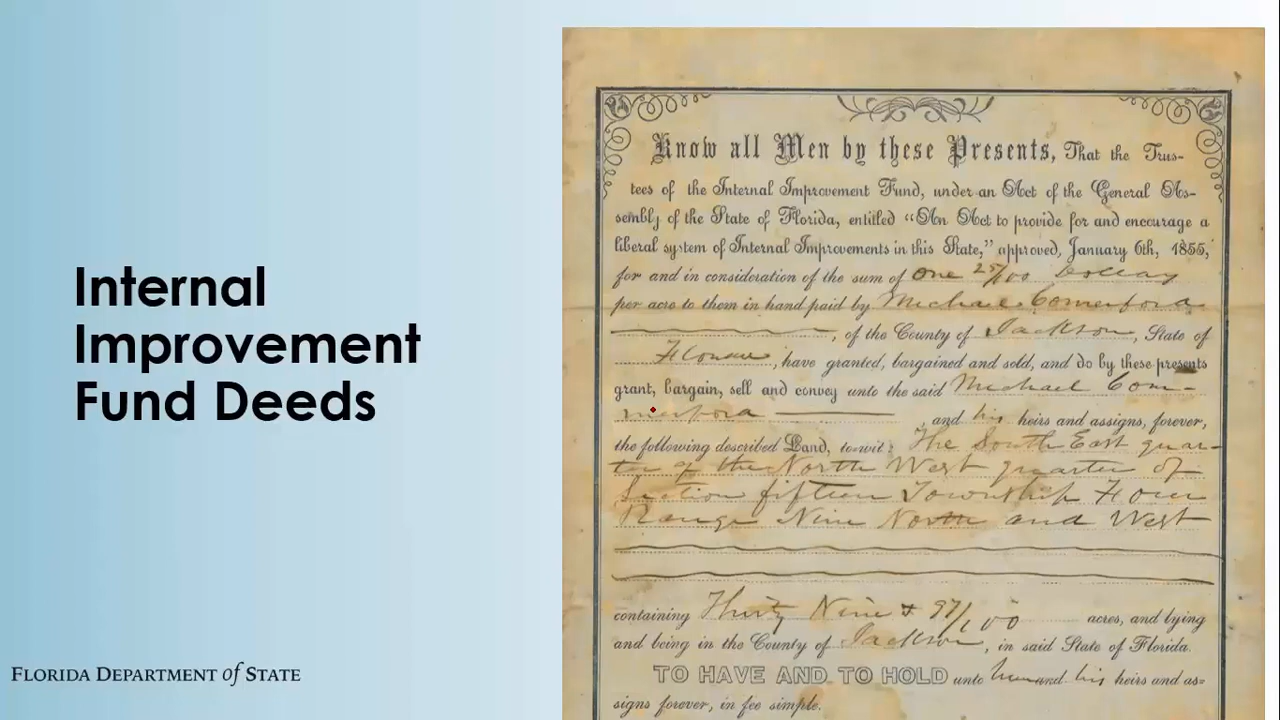 Internal
Improvement
Fund Deeds
FLORIDA DEPARTMENT of STATE
Know all Men by these Presents, That the Trus-
tees of the Internal Improvement Fund, under an Act of the General As-
sembly of the State of Florida, entitled “An Act to provide for and encourage a
liberal system of Internal Improvements in this State,” approved, January 6th, 1855,
for and in consideration of the sum of One 25/100 Dollars
per acre to them in hand paid by Michael Comerford
, of the County of Jackson, State of
Florida, have granted, bargained and sold, and do by these presents
grant, bargain, sell and convey unto the said Michael Com-
merford , and his heirs and assigns, forever,
the following described Land, to-wit: The South East quar-
ter of the North West quarter of
Section fifteen Township Four
Range Nine North and West
containing Thirty Nine & 97/100 acres, and lying
and being in the County of Jackson, in said State of Florida.
TO HAVE AND TO HOLD unto him and his heirs and as-
signs forever, in fee simple.